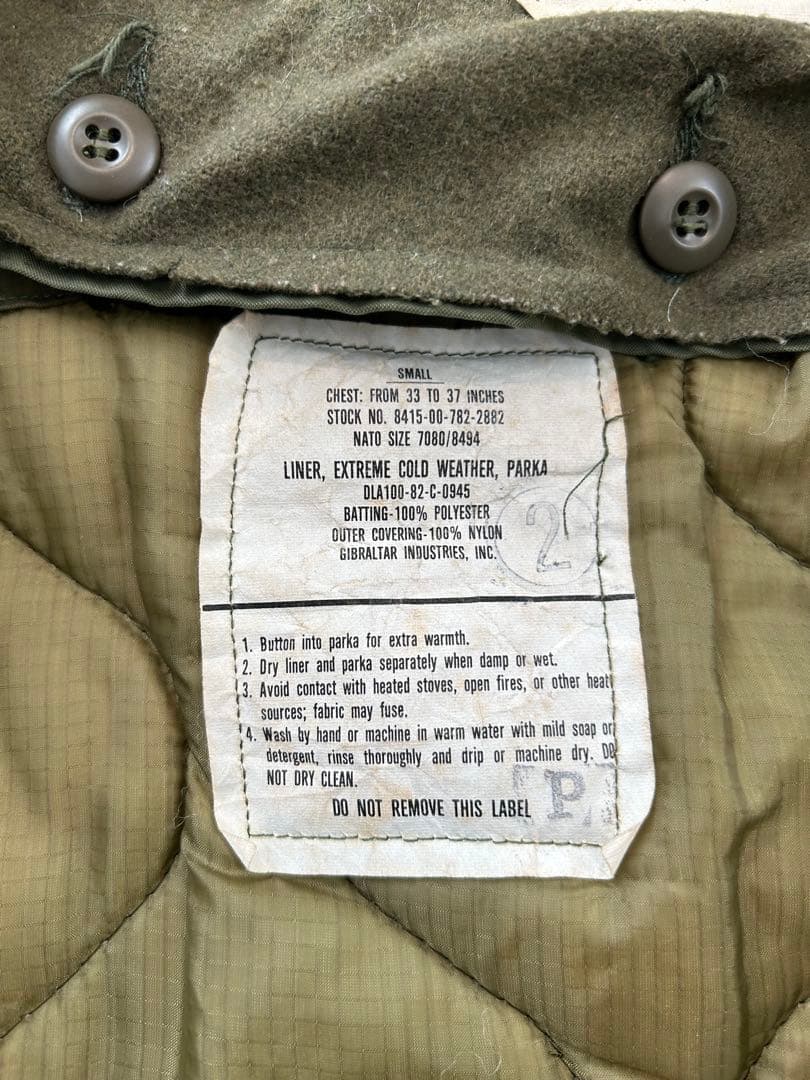 SMALL
CHEST: FROM 33 TO 37 INCHES
STOCK NO. 8415-00-782-2882
NATO SIZE 7080/8494
LINER, EXTREME COLD WEATHER, PARKA
DLA100-82-C-0945
BATTING-100% POLYESTER
OUTER COVERING-100% NYLON
GIBRALTAR INDUSTRIES, INC.
2
1. Button into parka for extra warmth.
2. Dry liner and parka separately when damp or wet.
3. Avoid contact with heated stoves, open fires, or other heat
sources; fabric may fuse.
4. Wash by hand or machine in warm water with mild soap or
detergent, rinse thoroughly and drip or machine dry. DO
NOT DRY CLEAN.
DO NOT REMOVE THIS LABEL
P